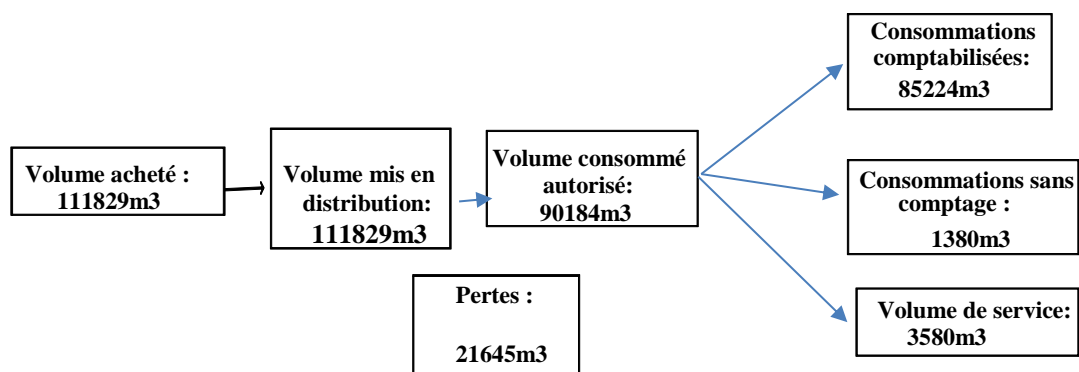 Volume acheté :
111829m3
Volume mis en
distribution:
111829m3
Volume consommé
autorisé:
90184m3
Pertes :
21645m3
Consommations
comptabilisées:
85224m3
Consommations sans
comptage :
1380m3
Volume de service:
3580m3